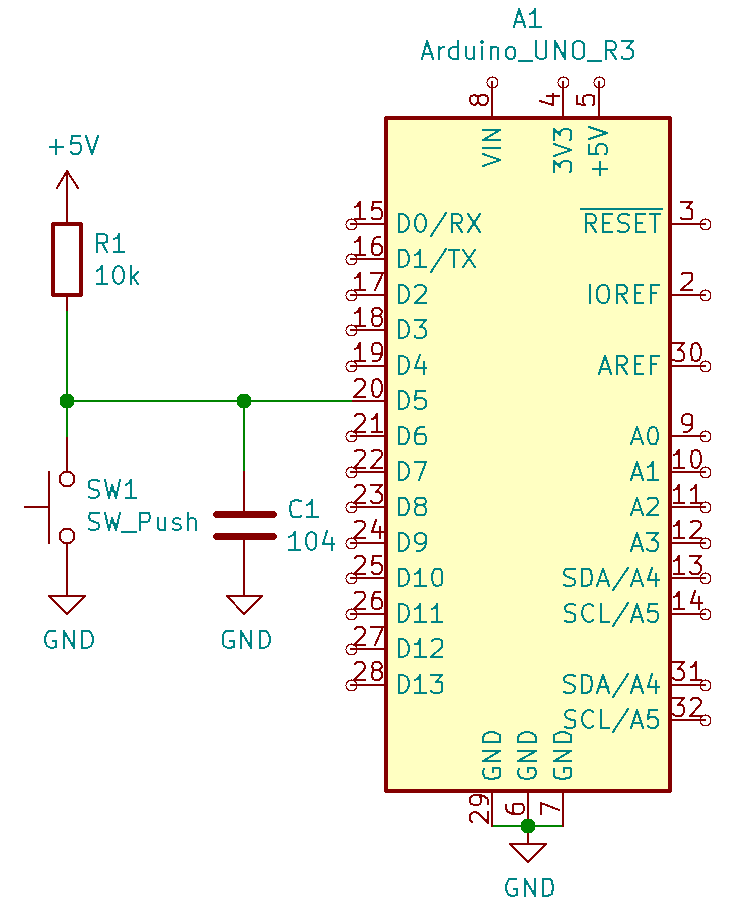 A1
Arduino_UNO_R3
8
4
5
VIN
3V3
+5V
+5V
R1
10k
15
D0/RX
RESET
3
16
D1/TX
17
D2
IOREF
2
18
D3
19
D4
AREF
30
20
D5
21
D6
A0
9
22
D7
A1
10
SW1
SW_Push
23
D8
A2
11
C1
104
24
D9
A3
12
25
D10
SDA/A4
13
26
D11
SCL/A5
14
GND
GND
27
D12
28
D13
SDA/A4
31
SCL/A5
32
GND
GND
GND
29
6
7
GND